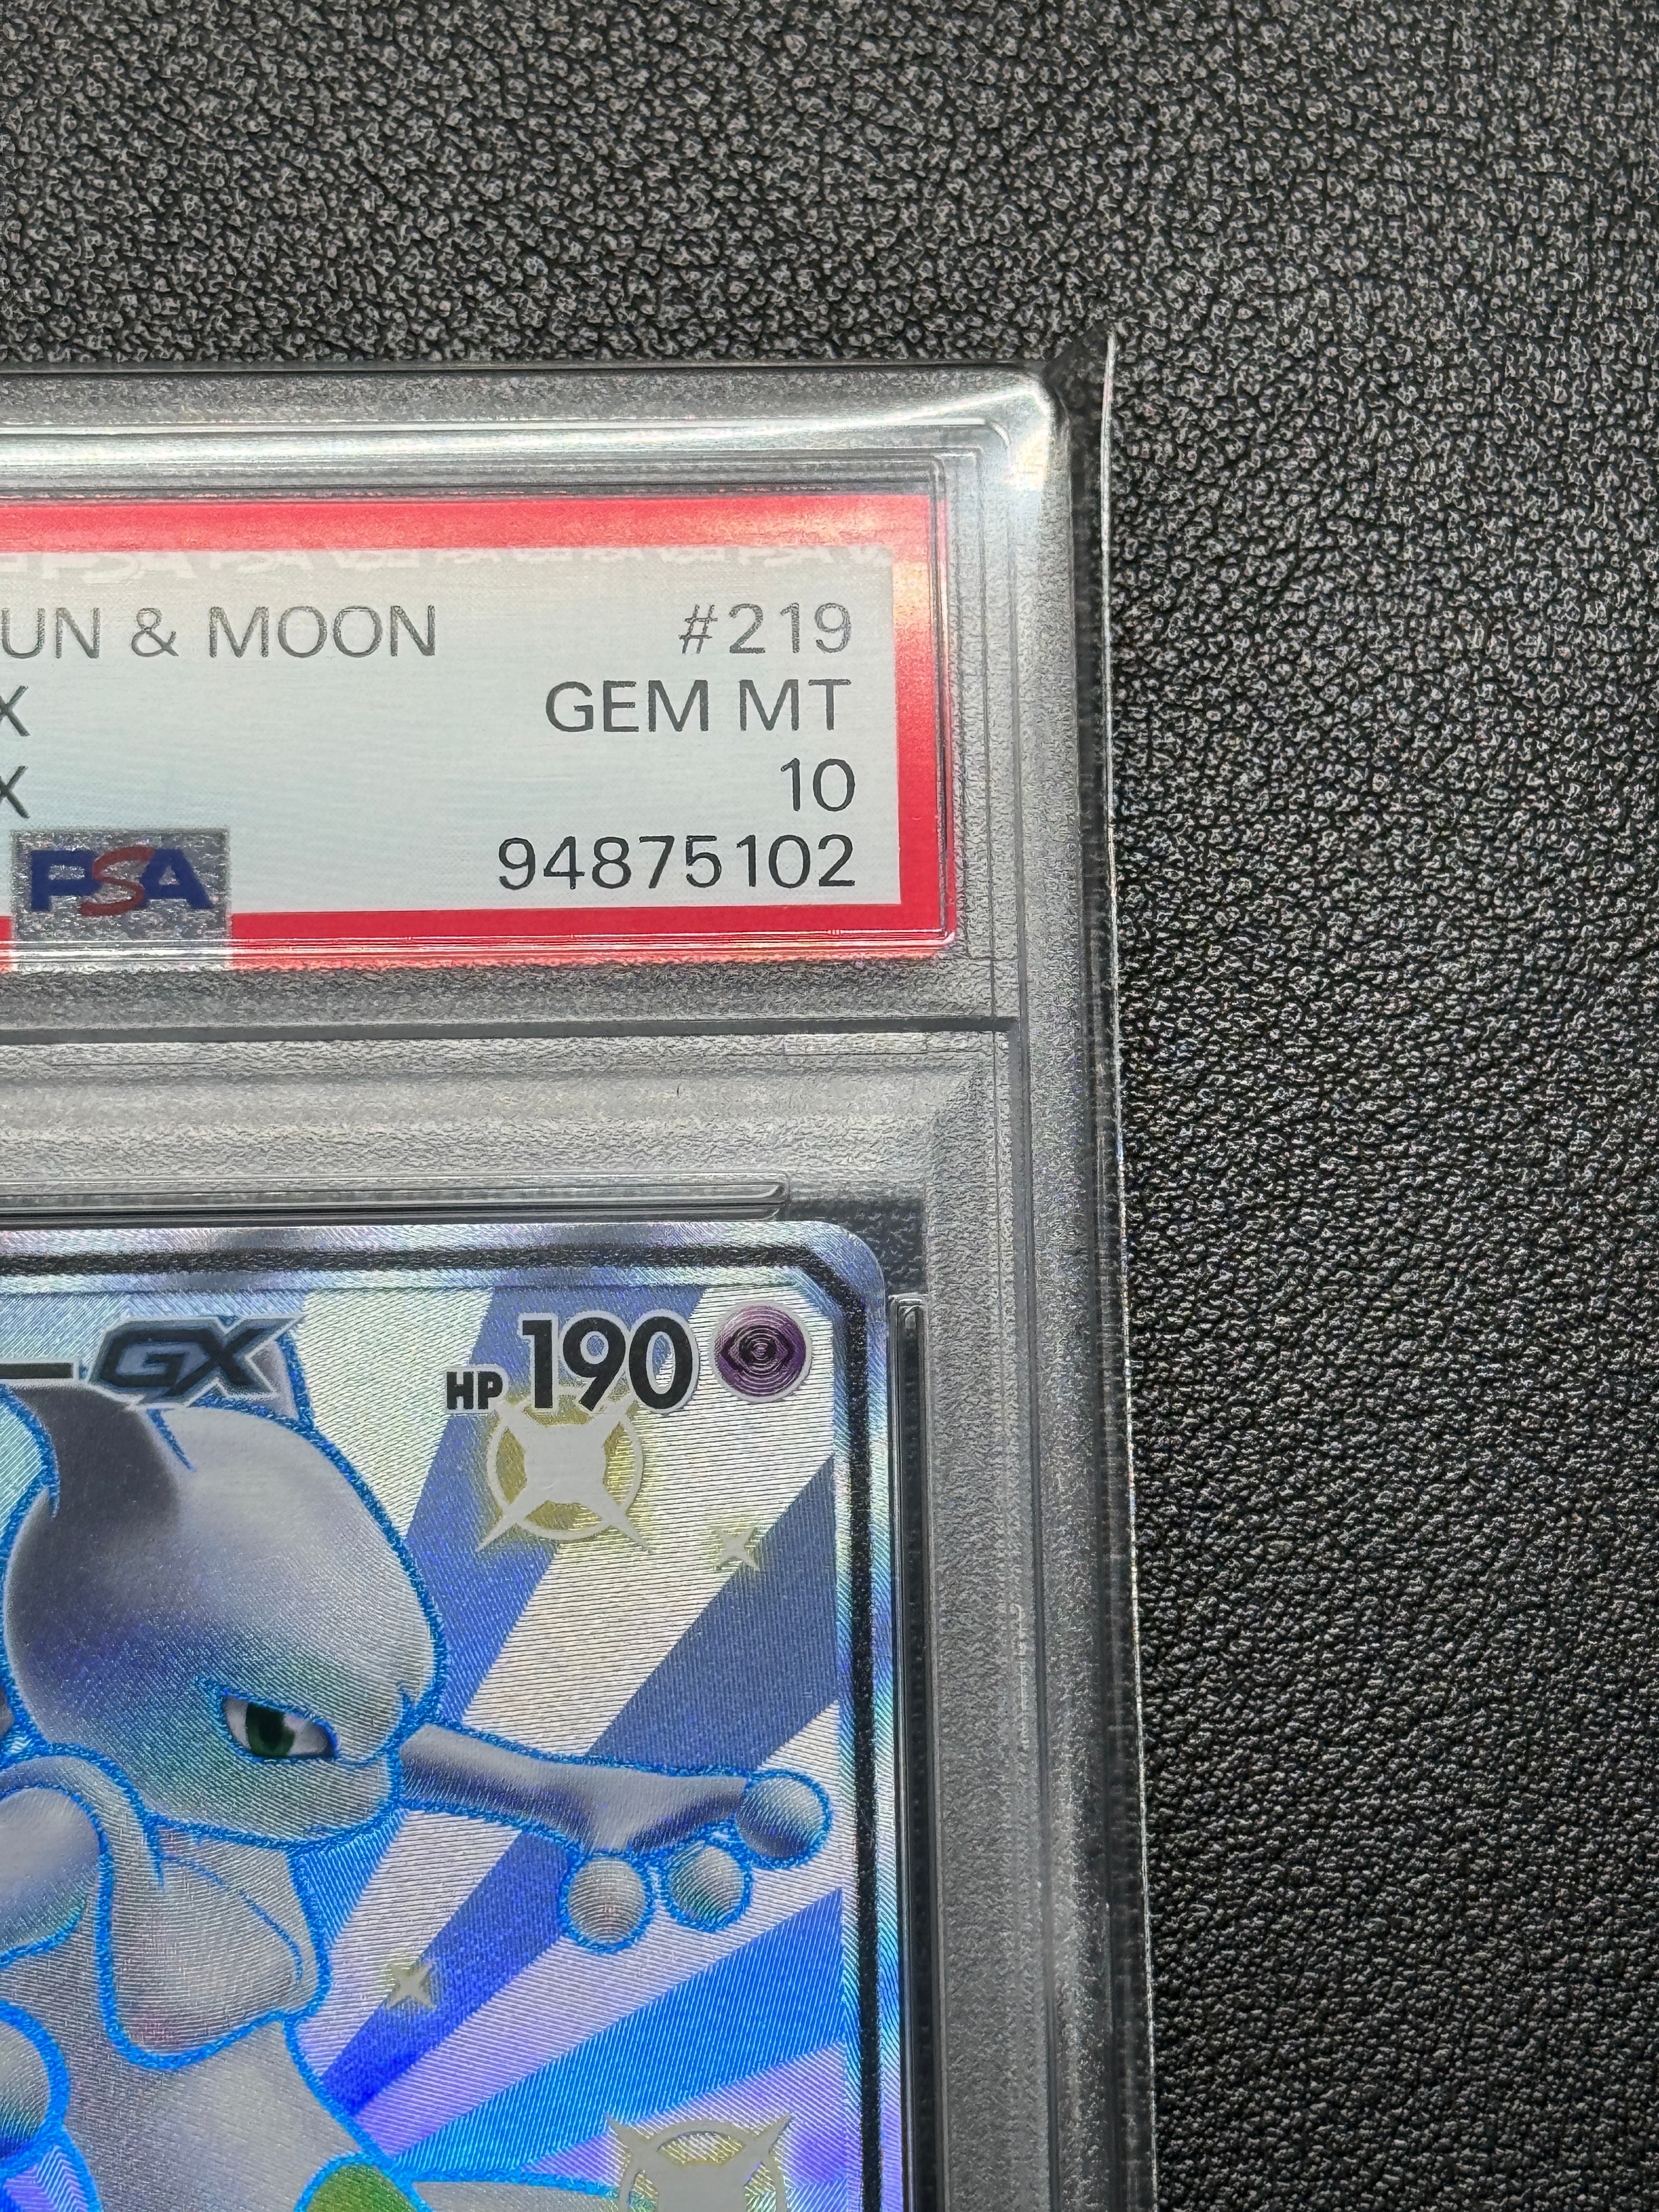 UN & MOON #219
X GEM MT
X 10
PSA 94875102
GX HP 190